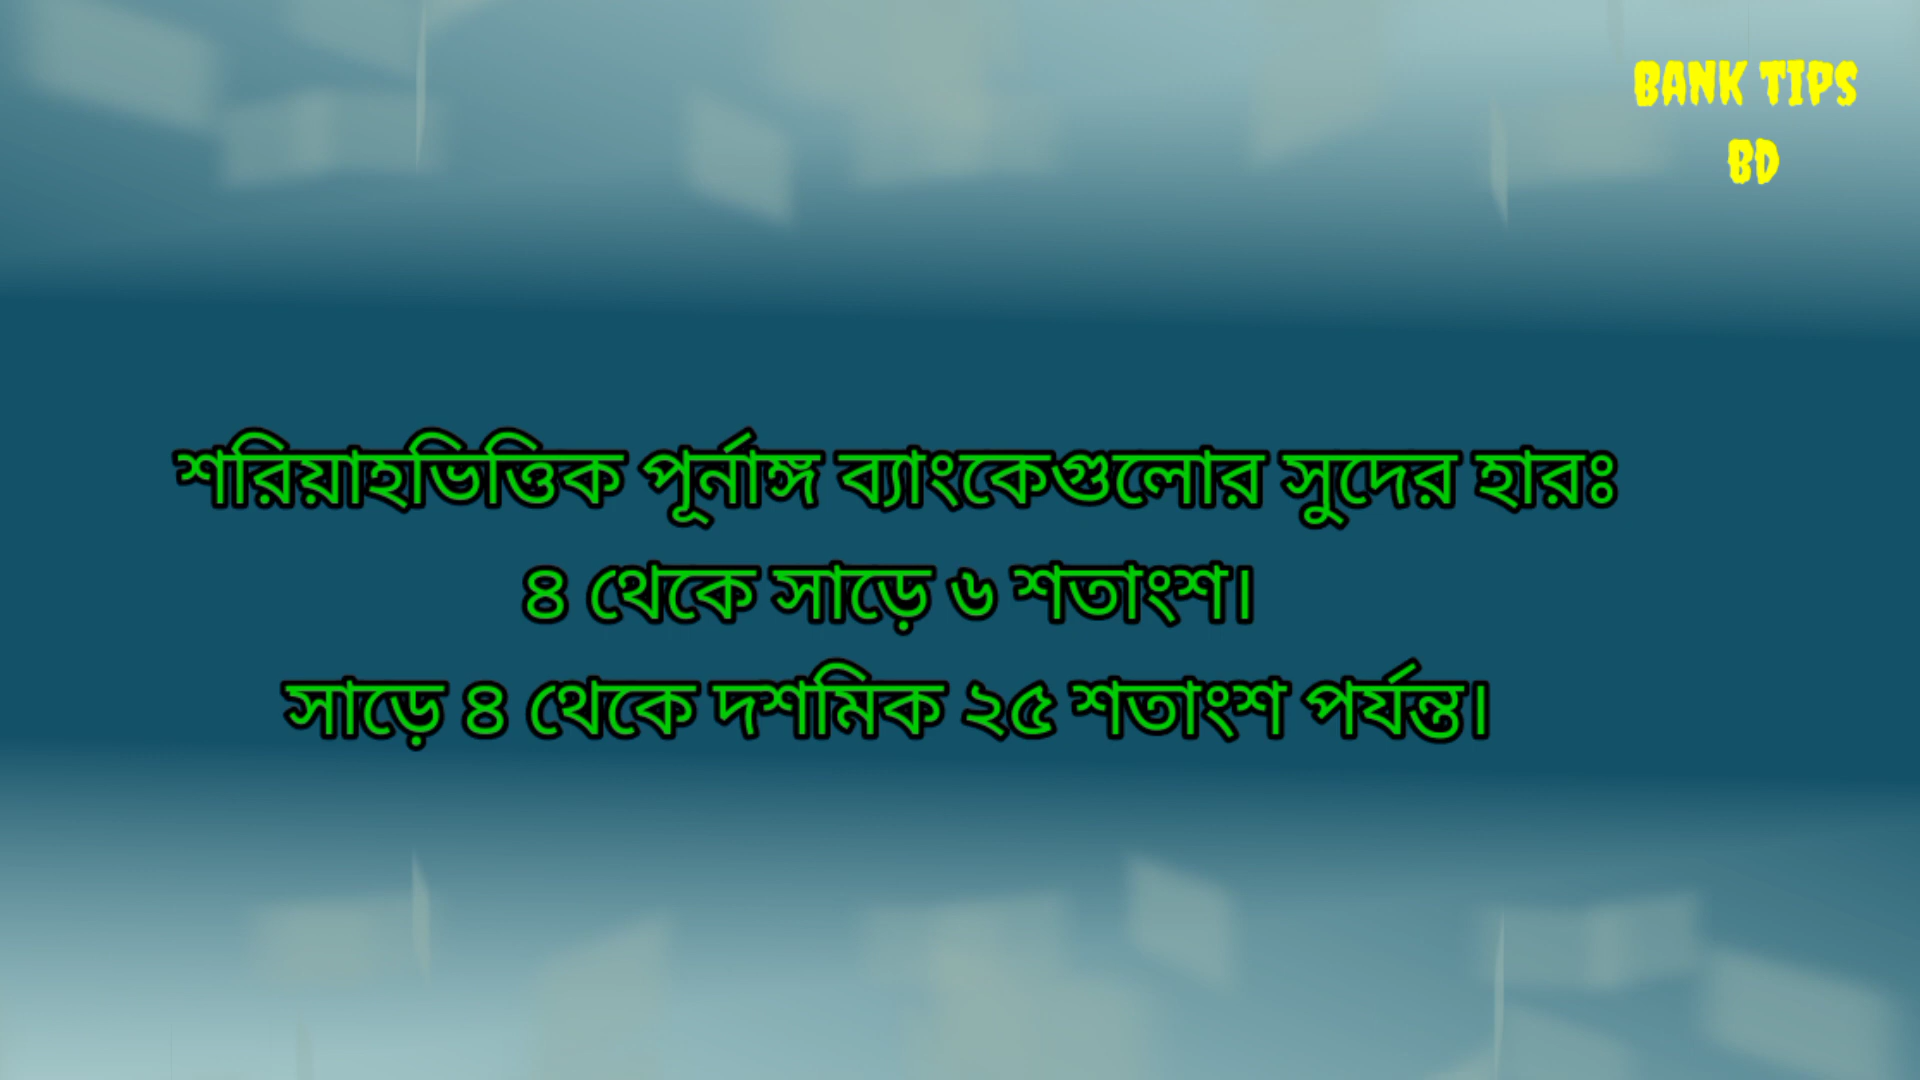 BANK TIPS
BD
শরিয়াহভিত্তিক পূর্নাঙ্গ ব্যাংকেগুলোর সুদের হারঃ
৪ থেকে সাড়ে ৬ শতাংশ।
সাড়ে ৪ থেকে দশমিক ২৫ শতাংশ পর্যন্ত।